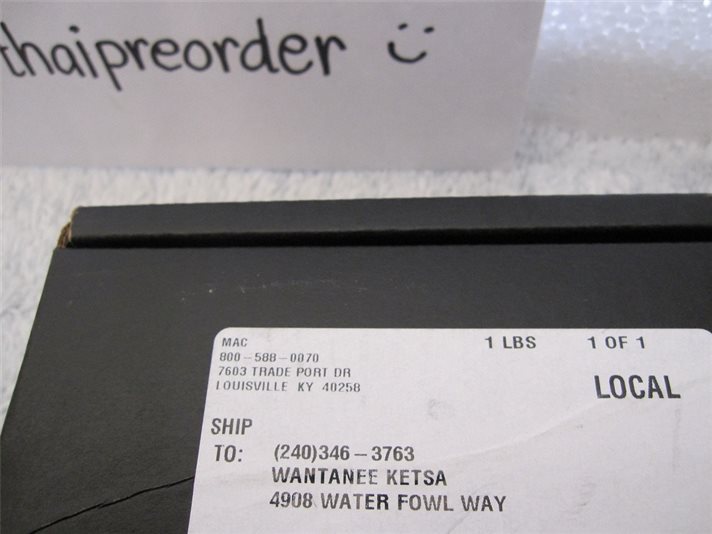 thaipreorder :)
MAC 1 LBS 1 OF 1
800-588-0070
7603 TRADE PORT DR
LOUISVILLE KY 40258
LOCAL
SHIP
TO: (240)346-3763
WANTANEE KETSA
4908 WATER FOWL WAY